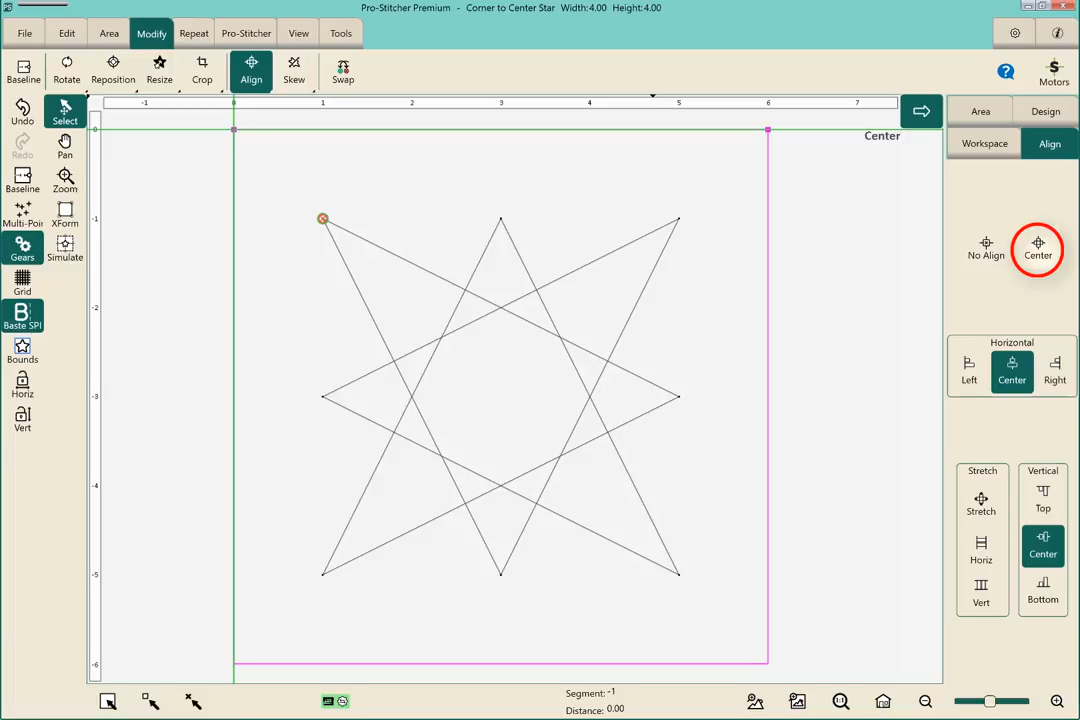 PS
Pro-Stitcher Premium - Corner to Center Star Width:4.00 Height:4.00
File Edit Area Modify Repeat Pro-Stitcher View Tools
Baseline Rotate Reposition Resize Crop Align Skew Swap
? S Motors
Undo Select
Redo Pan
Baseline Zoom
Multi-Poi XForm
Gears Simulate
Grid
B
Baste SPI
Bounds
Horiz
Vert
-1 0 1 2 3 4 5 6 7
0
-1
-2
-3
-4
-5
-6
Center
Area Design
Workspace Align
No Align Center
Horizontal
Left Center Right
Stretch Vertical
Stretch Top
Horiz Center
Vert Bottom
Segment: -1
Distance: 0.00